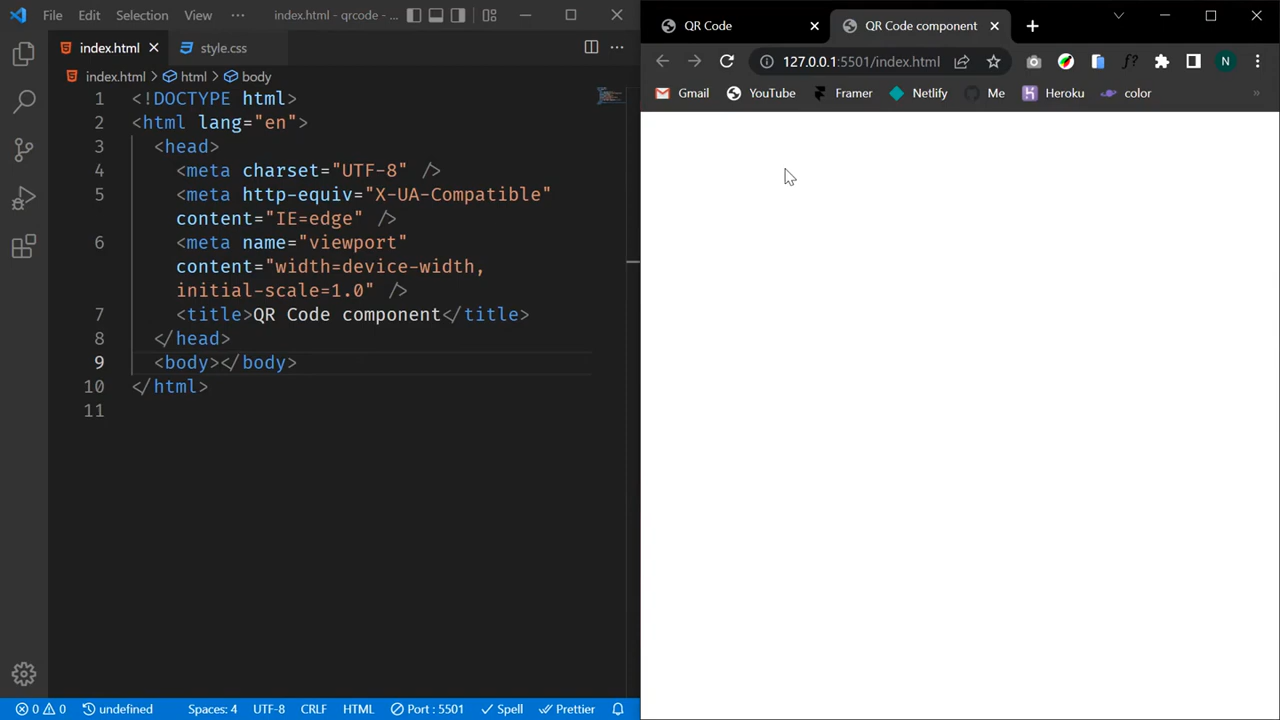 File Edit Selection View ··· index.html - qrcode - ...
index.html style.css
index.html > html > body
1 <!DOCTYPE html>
2 <html lang="en">
3 <head>
4 <meta charset="UTF-8" />
5 <meta http-equiv="X-UA-Compatible"
content="IE=edge" />
6 <meta name="viewport"
content="width=device-width,
initial-scale=1.0" />
7 <title>QR Code component</title>
8 </head>
9 <body></body>
10 </html>
11
0 0 undefined Spaces: 4 UTF-8 CRLF HTML Port : 5501 Spell Prettier
QR Code QR Code component
127.0.0.1:5501/index.html f? N
Gmail YouTube Framer Netlify Me Heroku color »